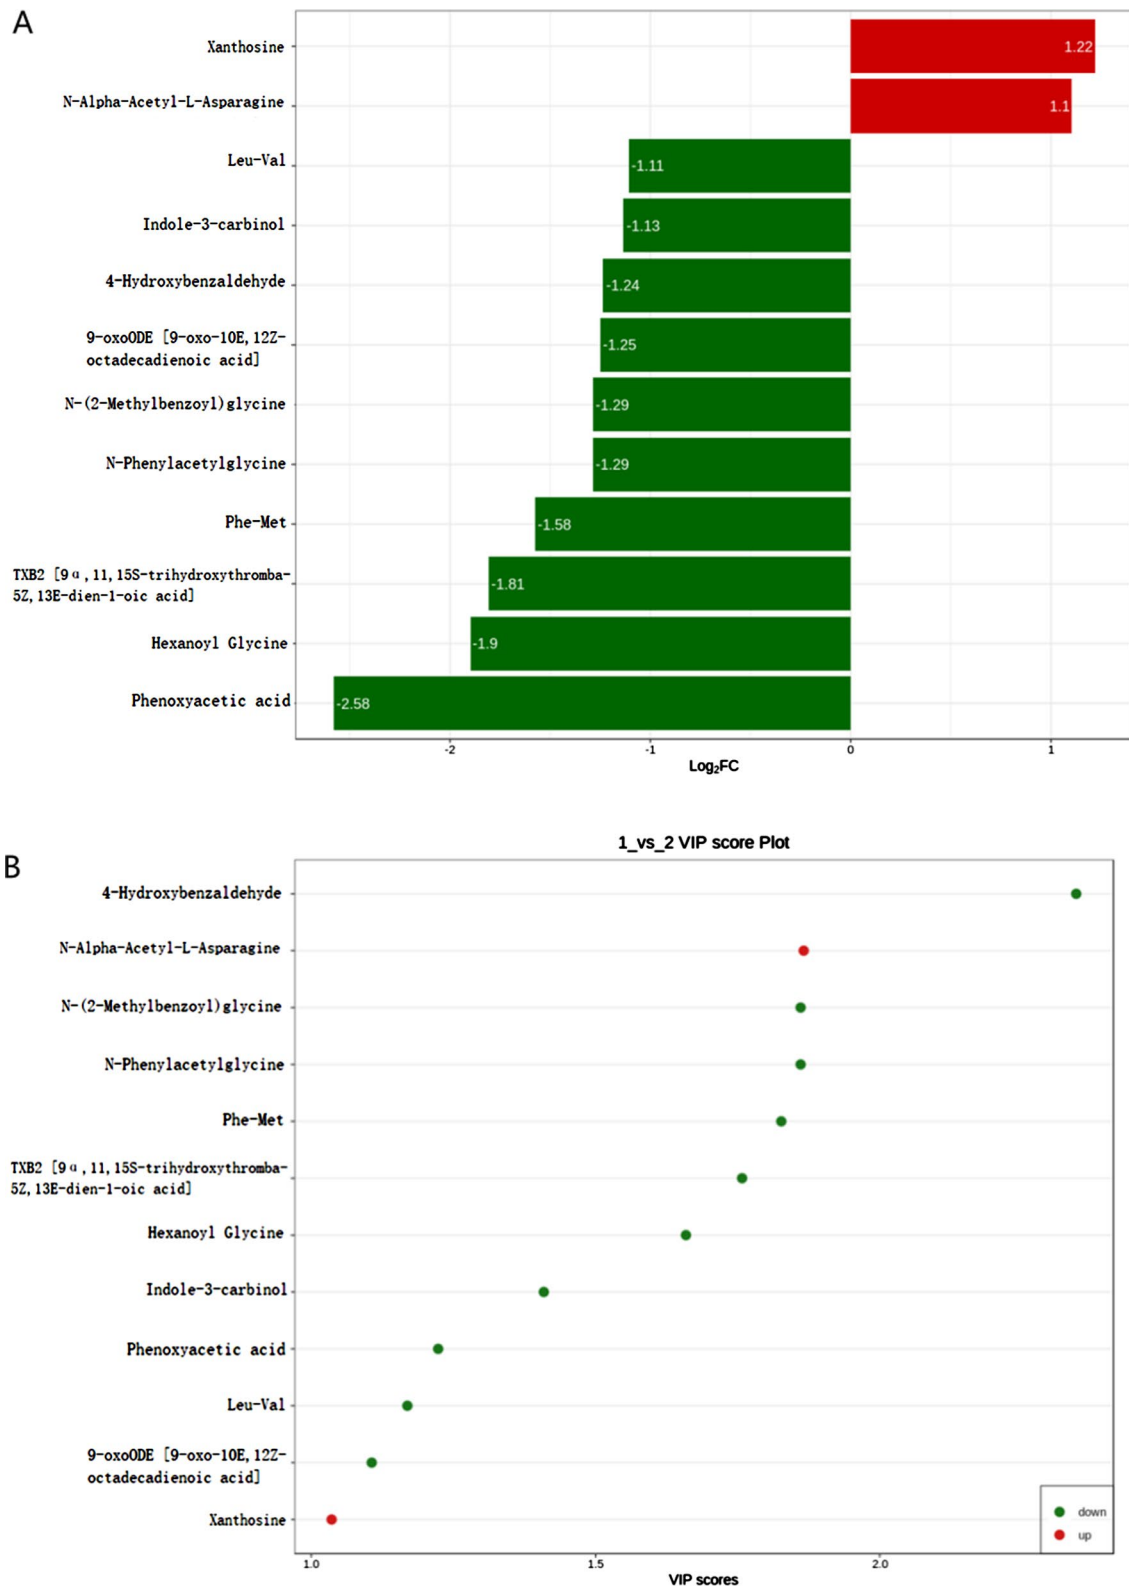 A
Xanthosine
1.22
N-Alpha-Acetyl-L-Asparagine
1.1
Leu-Val
-1.11
Indole-3-carbinol
-1.13
4-Hydroxybenzaldehyde
-1.24
9-oxoODE [9-oxo-10E,12Z-
octadecadienoic acid]
-1.25
N-(2-Methylbenzoyl)glycine
-1.29
N-Phenylacetylglycine
-1.29
Phe-Met
-1.58
TXB2 [9α,11,15S-trihydroxythromba-
5Z,13E-dien-1-oic acid]
-1.81
Hexanoyl Glycine
-1.9
Phenoxyacetic acid
-2.58
-2 -1 0 1
Log₂FC
B
1_vs_2 VIP score Plot
4-Hydroxybenzaldehyde
N-Alpha-Acetyl-L-Asparagine
N-(2-Methylbenzoyl)glycine
N-Phenylacetylglycine
Phe-Met
TXB2 [9α,11,15S-trihydroxythromba-
5Z,13E-dien-1-oic acid]
Hexanoyl Glycine
Indole-3-carbinol
Phenoxyacetic acid
Leu-Val
9-oxoODE [9-oxo-10E,12Z-
octadecadienoic acid]
Xanthosine
down
up
1.0 1.5 2.0
VIP scores